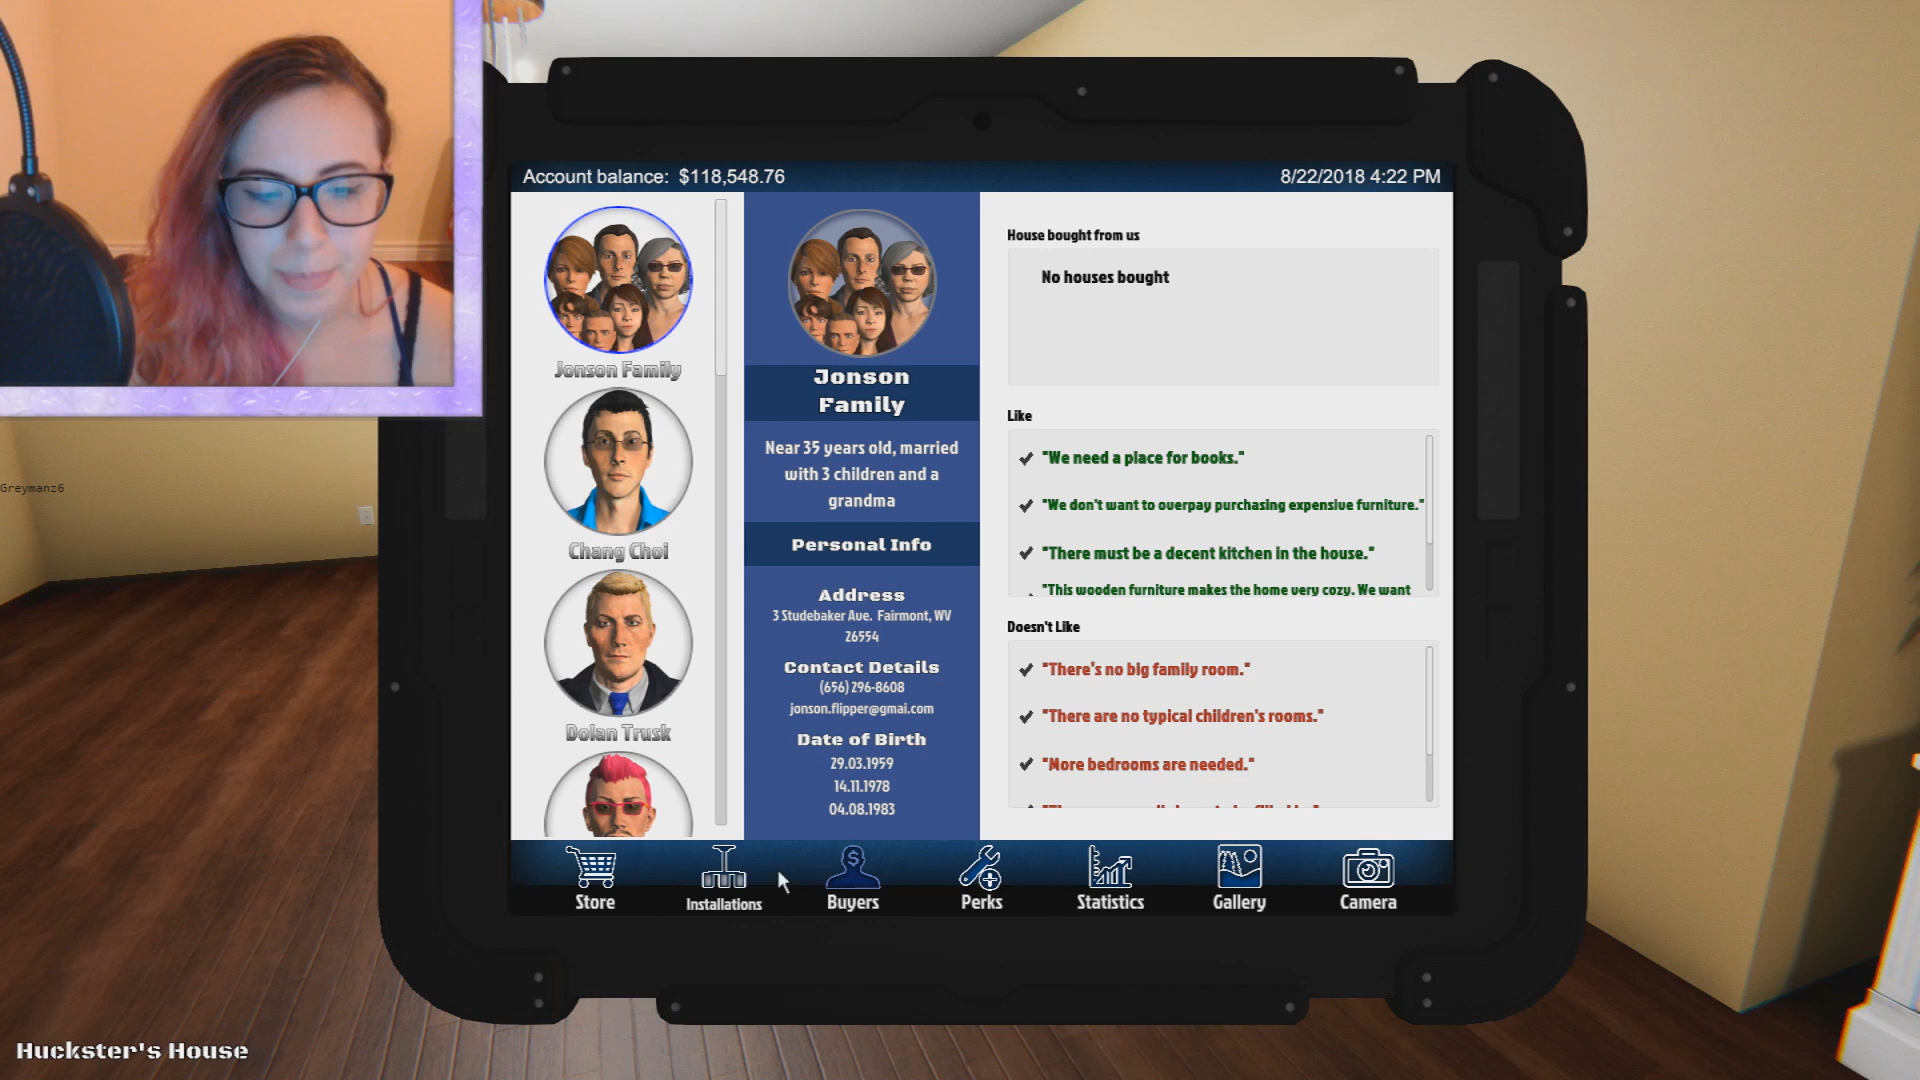 Account balance: $118,548.76
8/22/2018 4:22 PM
Jonson Family
Chang Choi
Dolan Trusk
Jonson
Family
Near 35 years old, married
with 3 children and a
grandma
Personal Info
Address
3 Studebaker Ave. Fairmont, WV
26554
Contact Details
(656) 296-8608
jonson.flipper@gmai.com
Date of Birth
29.03.1959
14.11.1978
04.08.1983
House bought from us
No houses bought
Like
"We need a place for books."
"We don't want to overpay purchasing expensive furniture."
"There must be a decent kitchen in the house."
"This wooden furniture makes the home very cozy. We want
Doesn't Like
"There's no big family room."
"There are no typical children's rooms."
"More bedrooms are needed."
Store
Installations
Buyers
Perks
Statistics
Gallery
Camera
Greymanz6
Huckster's House